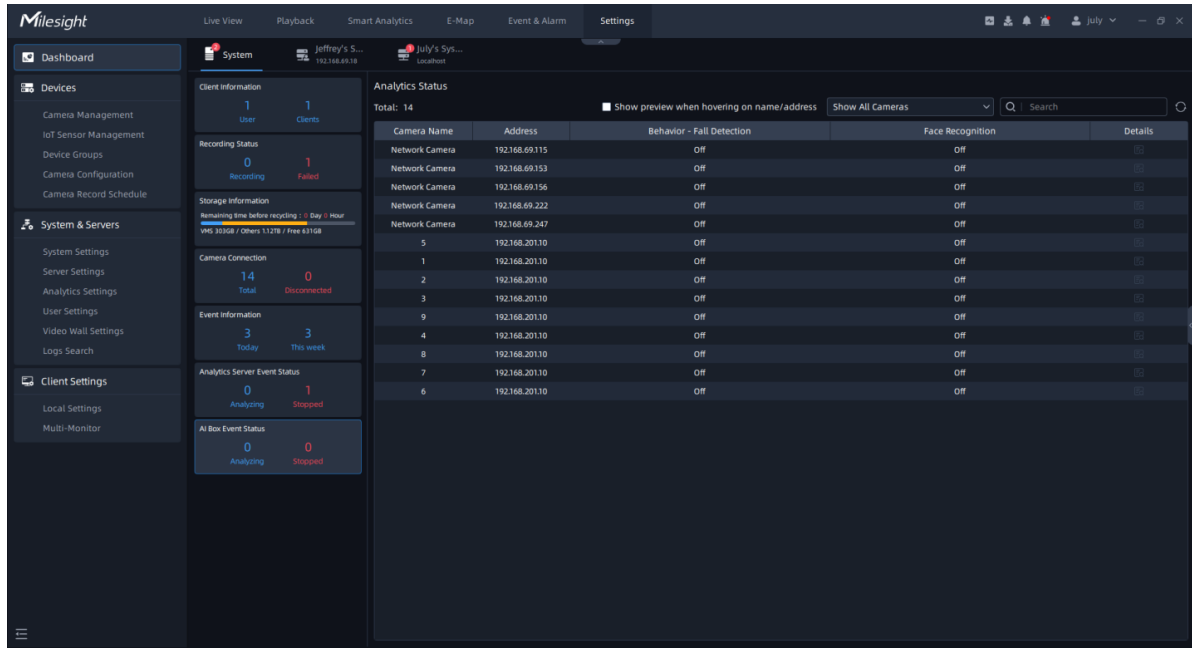 Milesight
Live View Playback Smart Analytics E-Map Event & Alarm Settings july
Dashboard
Devices
Camera Management
IoT Sensor Management
Device Groups
Camera Configuration
Camera Record Schedule
System & Servers
System Settings
Server Settings
Analytics Settings
User Settings
Video Wall Settings
Logs Search
Client Settings
Local Settings
Multi-Monitor
2 System
Jeffrey's S...
192.168.69.18
1 July's Sys...
Localhost
Client Information
1 1
User Clients
Recording Status
0 1
Recording Failed
Storage Information
Remaining time before recycling : 0 Day 0 Hour
VMS 303GB / Others 1.12TB / Free 631GB
Camera Connection
14 0
Total Disconnected
Event Information
3 3
Today This week
Analytics Server Event Status
0 1
Analyzing Stopped
AI Box Event Status
0 0
Analyzing Stopped
Analytics Status
Total: 14 Show preview when hovering on name/address Show All Cameras Search
Camera Name Address Behavior - Fall Detection Face Recognition Details
Network Camera 192.168.69.115 Off Off
Network Camera 192.168.69.153 Off Off
Network Camera 192.168.69.156 Off Off
Network Camera 192.168.69.222 Off Off
Network Camera 192.168.69.247 Off Off
5 192.168.201.10 Off Off
1 192.168.201.10 Off Off
2 192.168.201.10 Off Off
3 192.168.201.10 Off Off
9 192.168.201.10 Off Off
4 192.168.201.10 Off Off
8 192.168.201.10 Off Off
7 192.168.201.10 Off Off
6 192.168.201.10 Off Off